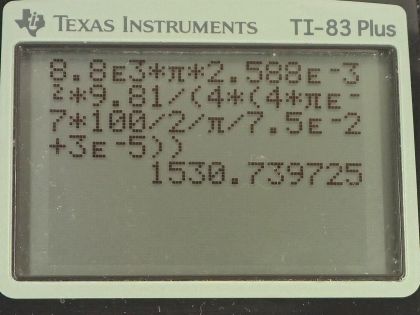 TEXAS INSTRUMENTS TI-83 Plus
8.8ᴇ3*π*2.588ᴇ⁻3
²*9.81/(4*(4*πᴇ⁻
7*100/2/π/7.5ᴇ⁻2
+3ᴇ⁻5))
1530.739725